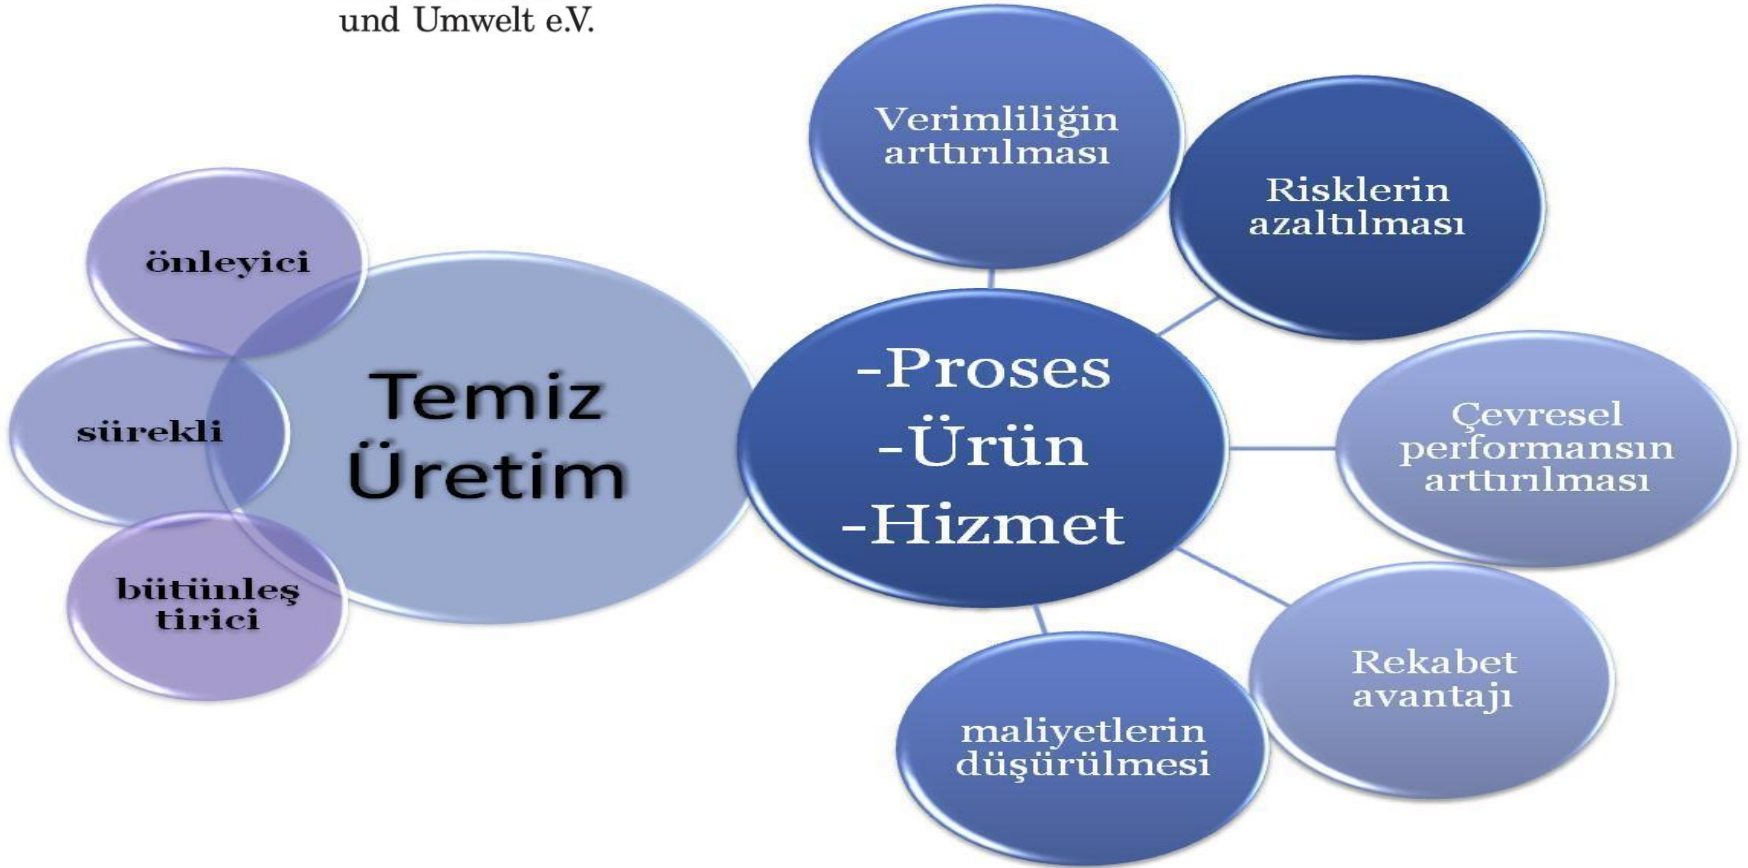 und Umwelt e.V.
önleyici
sürekli
bütünleş
tirici
Temiz
Üretim
-Proses
-Ürün
-Hizmet
Verimliliğin
arttırılması
Risklerin
azaltılması
Çevresel
performansın
arttırılması
Rekabet
avantajı
maliyetlerin
düşürülmesi